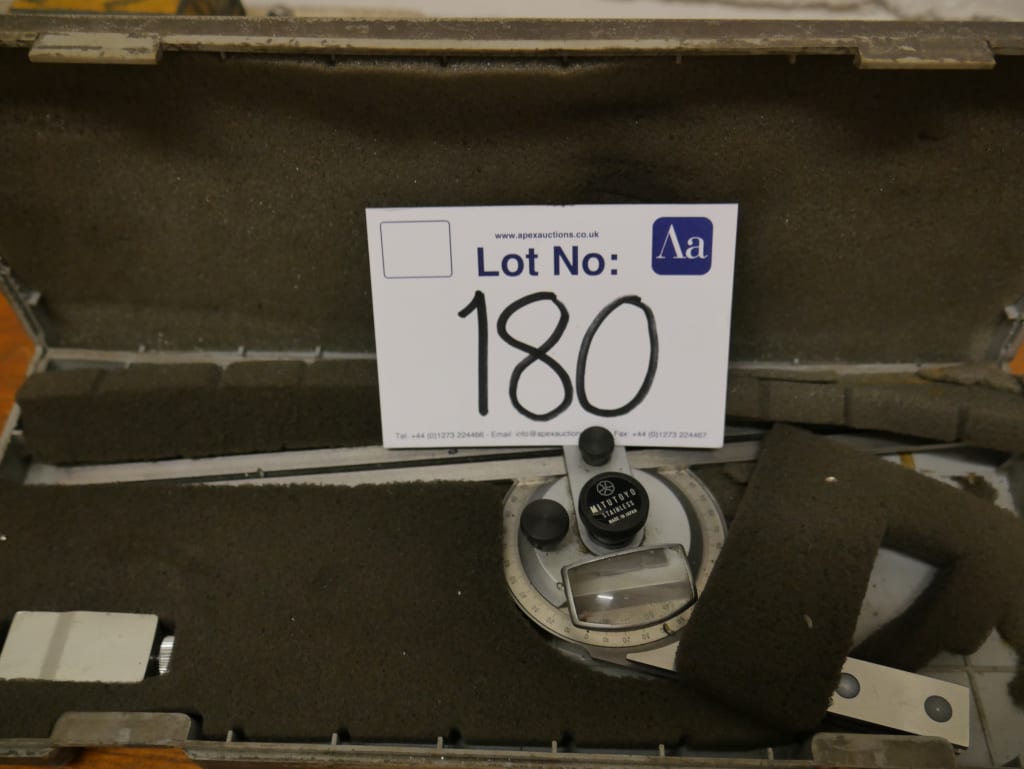 www.apexauctions.co.uk
Lot No:
Aa
180
Tel: +44 (0)1273 224466 - Email: info@apexauctions Fax: +44 (0)1273 224467
MITUTOYO
STAINLESS
MADE IN JAPAN